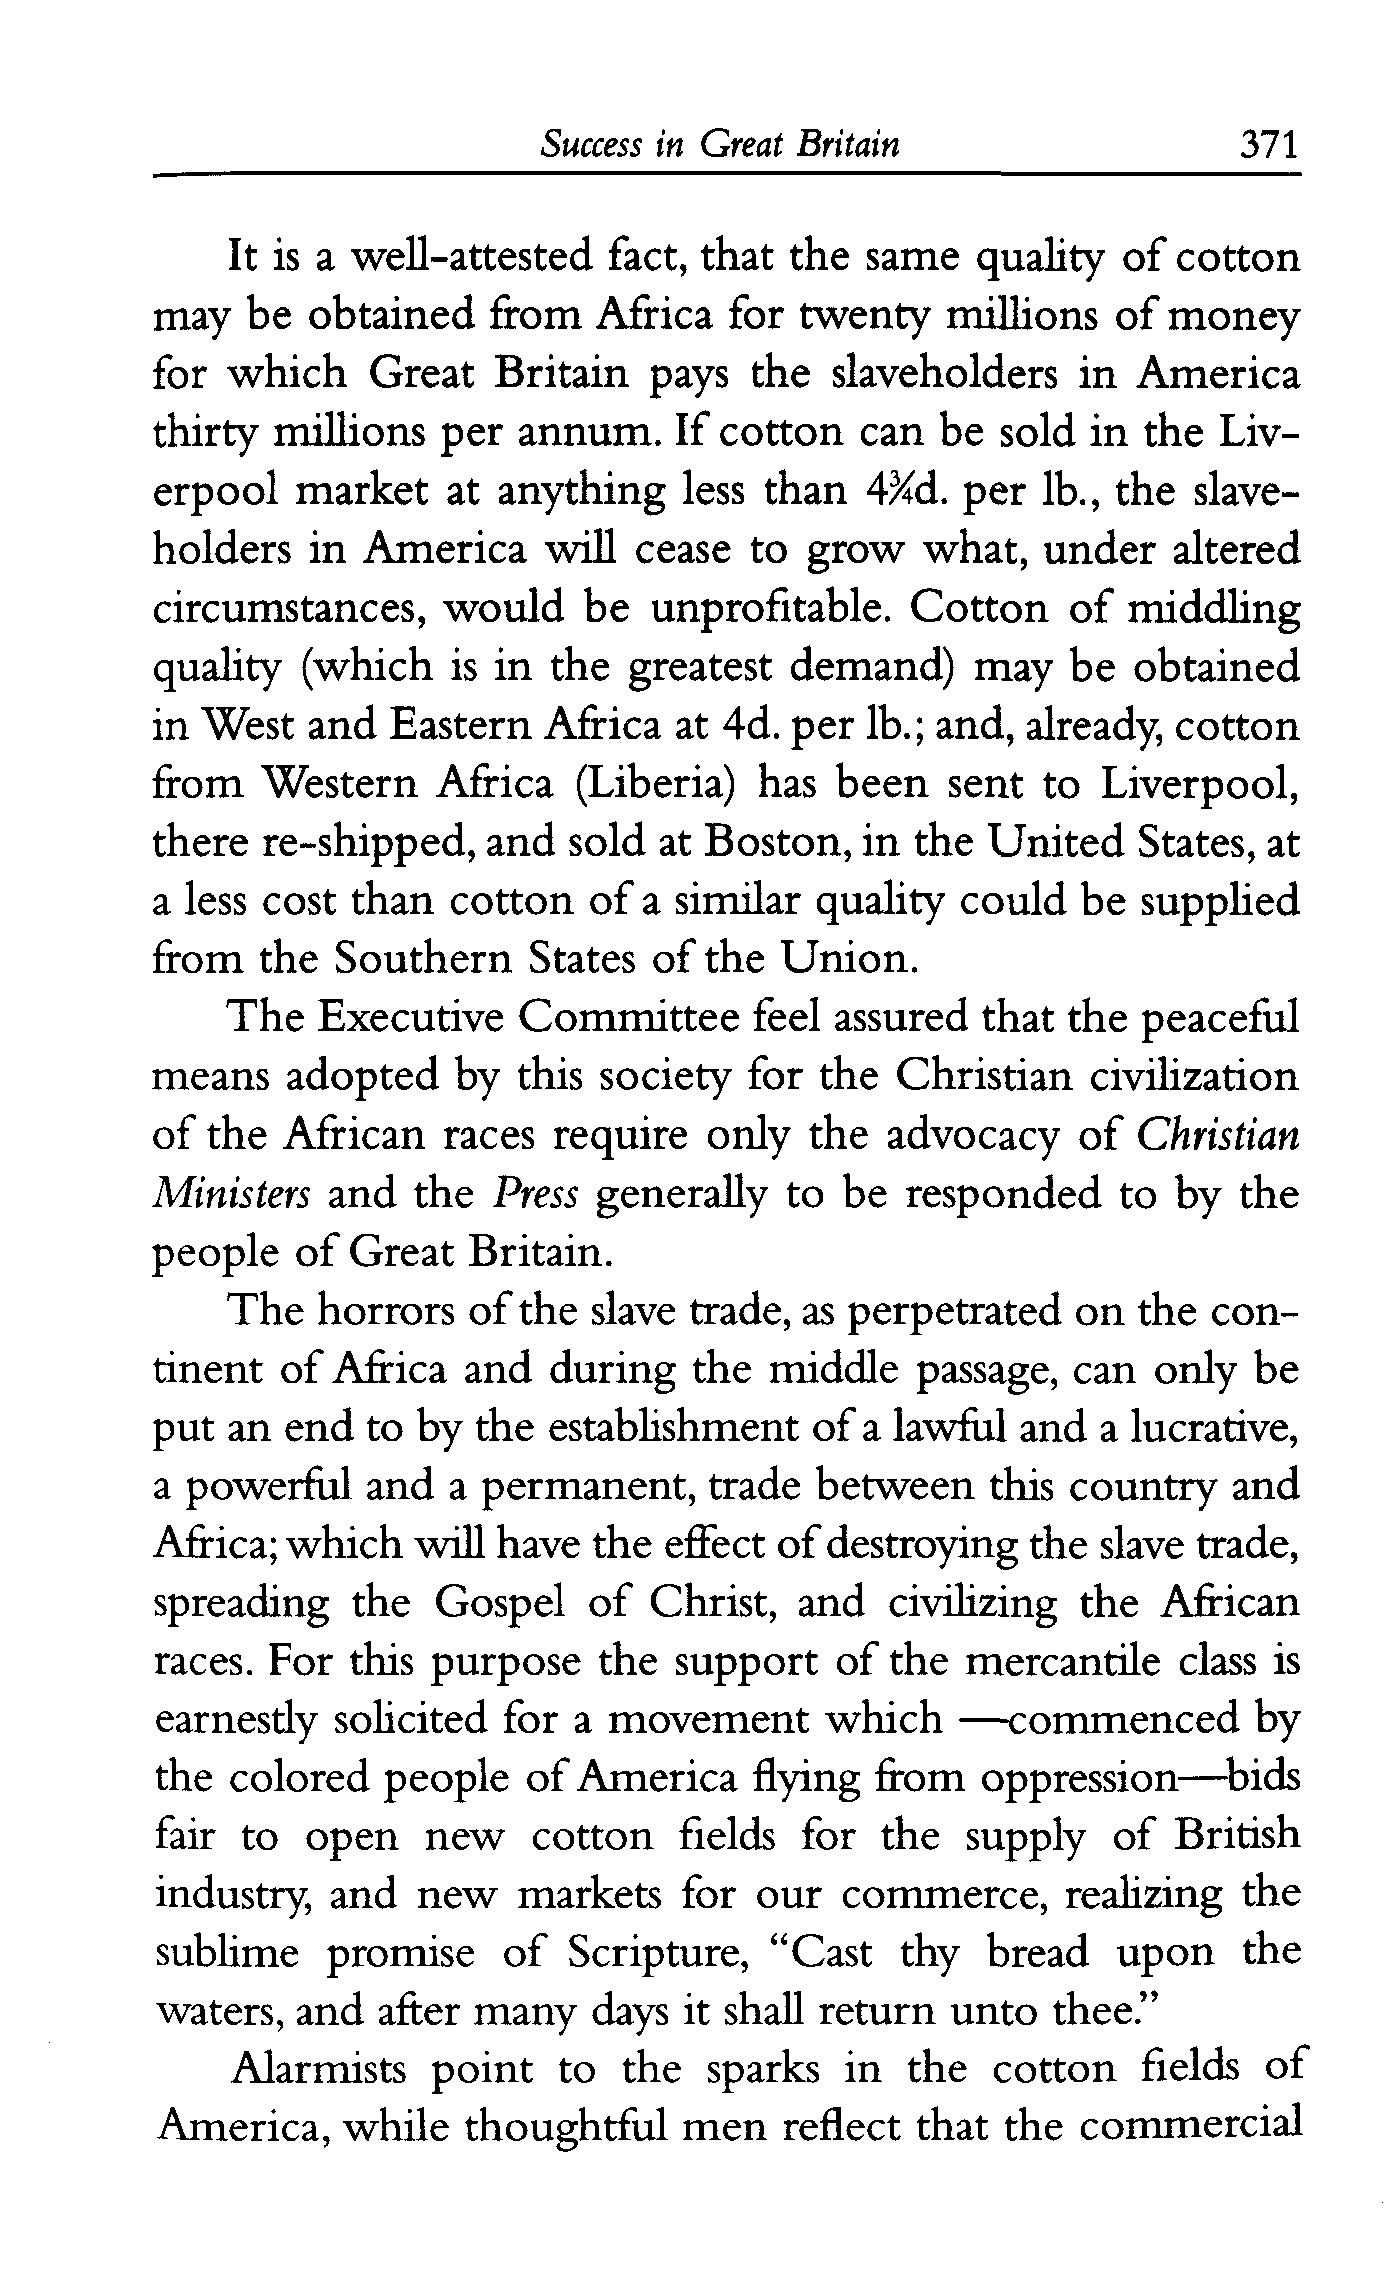 Success in Great Britain 371
It is a well-attested fact, that the same quality of cotton
may be obtained from Africa for twenty millions of money
for which Great Britain pays the slaveholders in America
thirty millions per annum. If cotton can be sold in the Liv-
erpool market at anything less than 4¾d. per lb., the slave-
holders in America will cease to grow what, under altered
circumstances, would be unprofitable. Cotton of middling
quality (which is in the greatest demand) may be obtained
in West and Eastern Africa at 4d. per lb.; and, already, cotton
from Western Africa (Liberia) has been sent to Liverpool,
there re-shipped, and sold at Boston, in the United States, at
a less cost than cotton of a similar quality could be supplied
from the Southern States of the Union.
The Executive Committee feel assured that the peaceful
means adopted by this society for the Christian civilization
of the African races require only the advocacy of Christian
Ministers and the Press generally to be responded to by the
people of Great Britain.
The horrors of the slave trade, as perpetrated on the con-
tinent of Africa and during the middle passage, can only be
put an end to by the establishment of a lawful and a lucrative,
a powerful and a permanent, trade between this country and
Africa; which will have the effect of destroying the slave trade,
spreading the Gospel of Christ, and civilizing the African
races. For this purpose the support of the mercantile class is
earnestly solicited for a movement which —commenced by
the colored people of America flying from oppression—bids
fair to open new cotton fields for the supply of British
industry, and new markets for our commerce, realizing the
sublime promise of Scripture, “Cast thy bread upon the
waters, and after many days it shall return unto thee.”
Alarmists point to the sparks in the cotton fields of
America, while thoughtful men reflect that the commercial